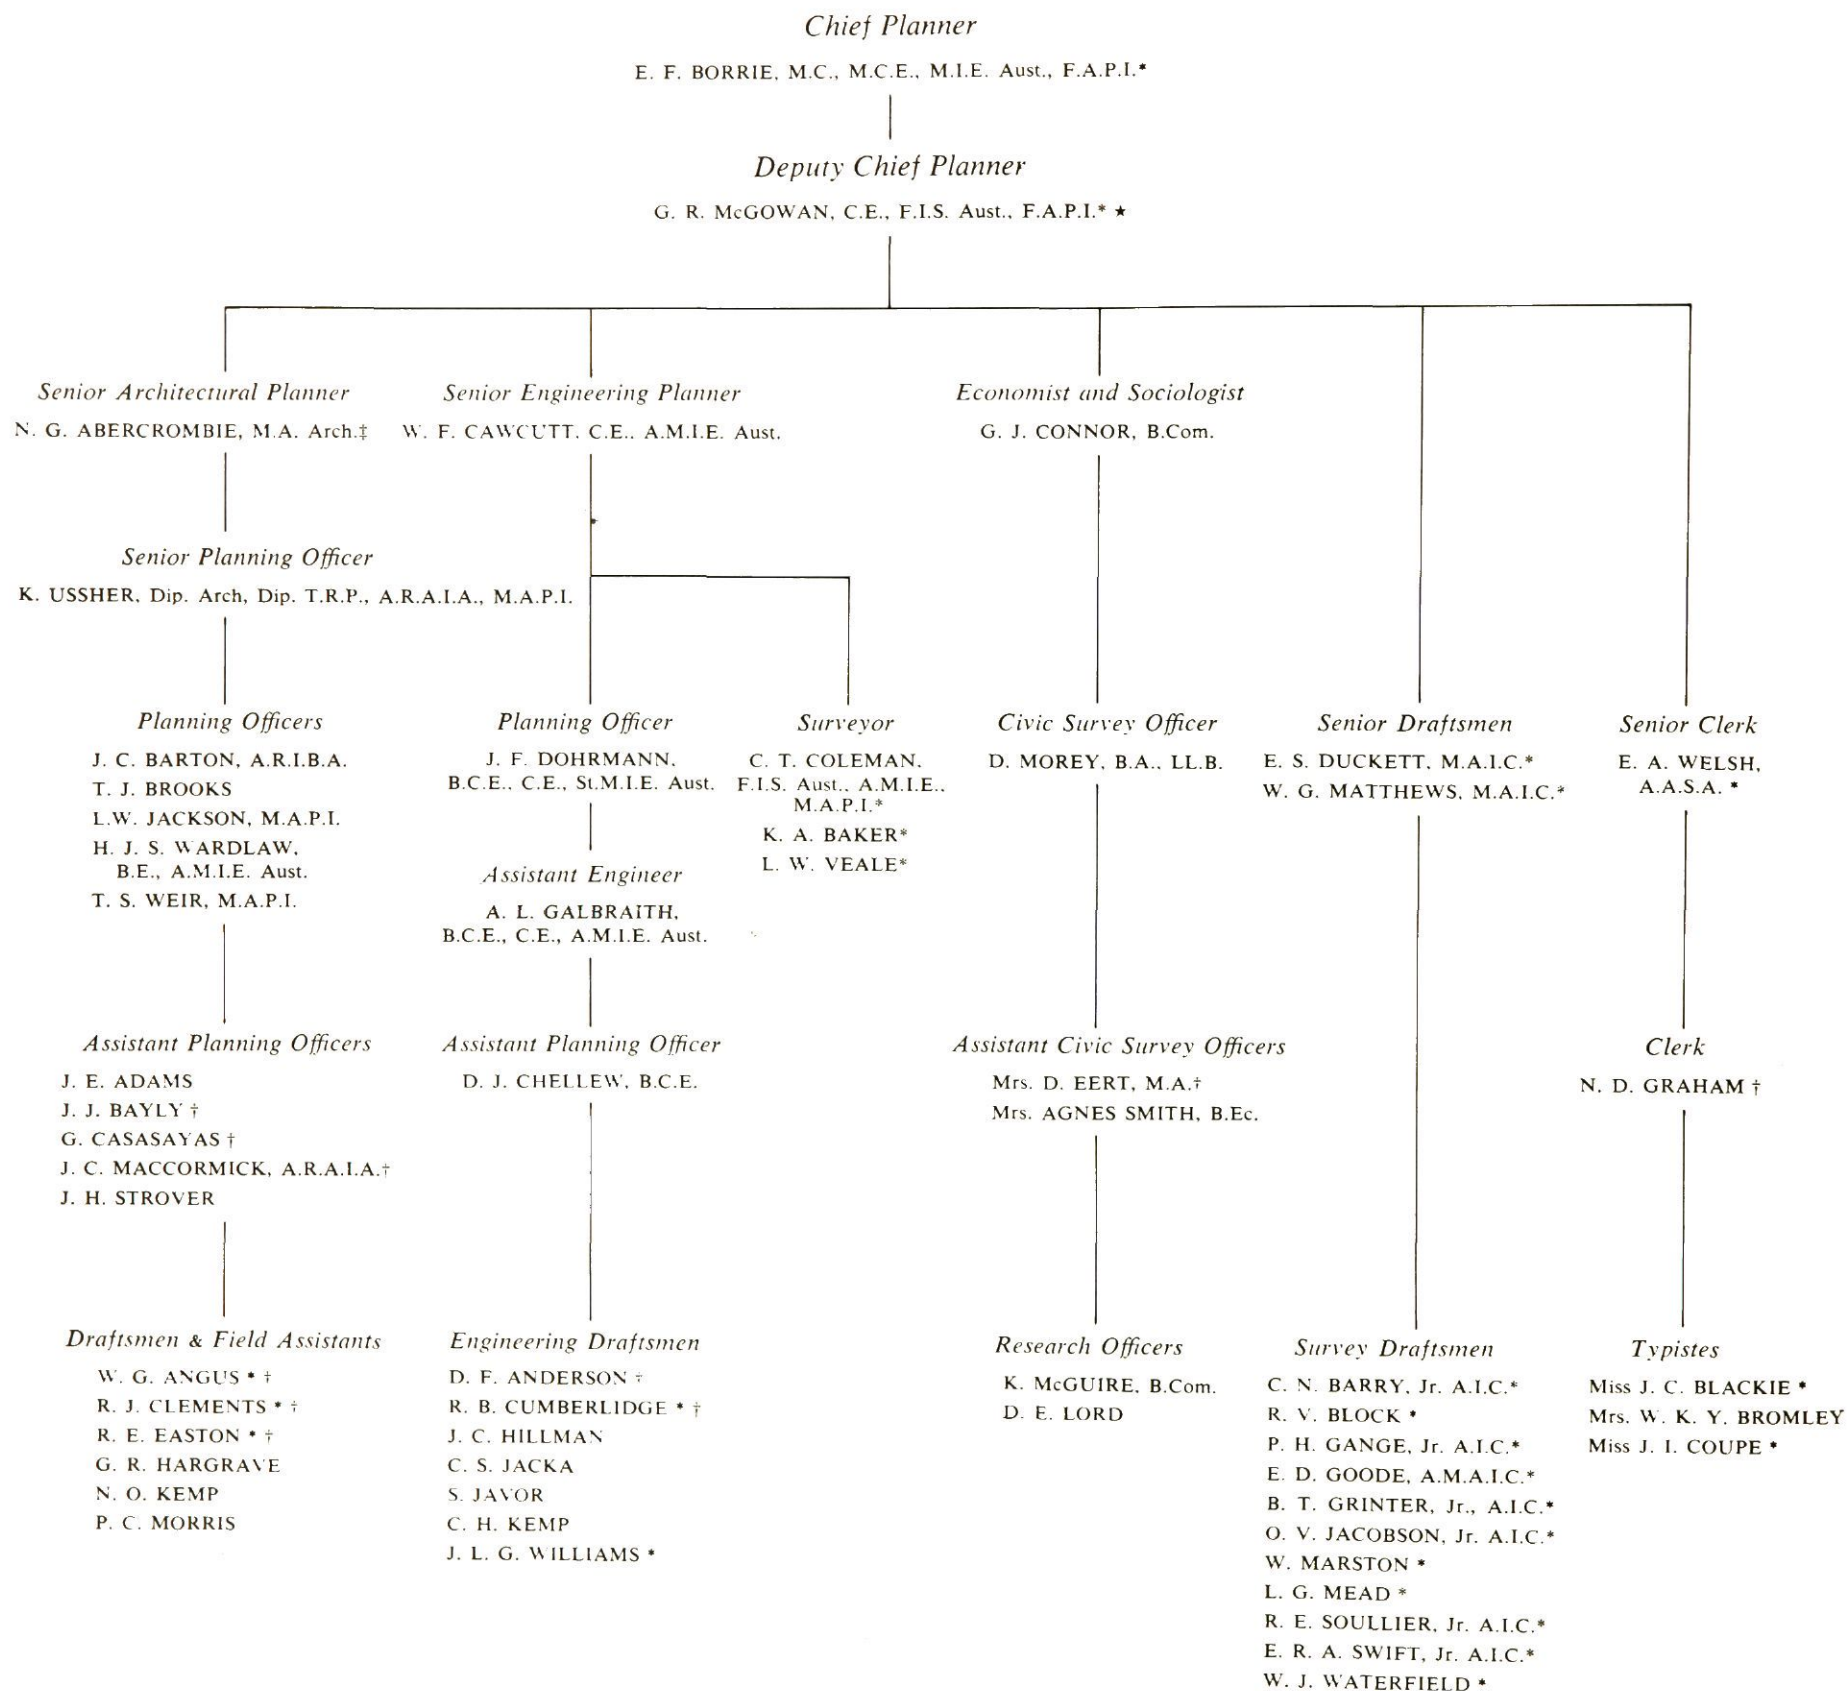 Chief Planner
E. F. BORRIE, M.C., M.C.E., M.I.E. Aust., F.A.P.I.*
Deputy Chief Planner
G. R. McGOWAN, C.E., F.I.S. Aust., F.A.P.I.* ★
Senior Architectural Planner
N. G. ABERCROMBIE, M.A. Arch.‡
Senior Planning Officer
K. USSHER, Dip. Arch, Dip. T.R.P., A.R.A.I.A., M.A.P.I.
Planning Officers
J. C. BARTON, A.R.I.B.A.
T. J. BROOKS
L.W. JACKSON, M.A.P.I.
H. J. S. WARDLAW,
B.E., A.M.I.E. Aust.
T. S. WEIR, M.A.P.I.
Assistant Planning Officers
J. E. ADAMS
J. J. BAYLY †
G. CASASAYAS †
J. C. MACCORMICK, A.R.A.I.A.†
J. H. STROVER
Draftsmen & Field Assistants
W. G. ANGUS * †
R. J. CLEMENTS * †
R. E. EASTON * †
G. R. HARGRAVE
N. O. KEMP
P. C. MORRIS
Senior Engineering Planner
W. F. CAWCUTT. C.E., A.M.I.E. Aust.
Planning Officer
J. F. DOHRMANN,
B.C.E., C.E., St.M.I.E. Aust.
Assistant Engineer
A. L. GALBRAITH,
B.C.E., C.E., A.M.I.E. Aust.
Assistant Planning Officer
D. J. CHELLEW, B.C.E.
Engineering Draftsmen
D. F. ANDERSON †
R. B. CUMBERLIDGE * †
J. C. HILLMAN
C. S. JACKA
S. JAVOR
C. H. KEMP
J. L. G. WILLIAMS *
Surveyor
C. T. COLEMAN,
F.I.S. Aust., A.M.I.E.,
M.A.P.I.*
K. A. BAKER*
L. W. VEALE*
Economist and Sociologist
G. J. CONNOR, B.Com.
Civic Survey Officer
D. MOREY, B.A., LL.B.
Assistant Civic Survey Officers
Mrs. D. EERT, M.A.†
Mrs. AGNES SMITH, B.Ec.
Research Officers
K. McGUIRE, B.Com.
D. E. LORD
Senior Draftsmen
E. S. DUCKETT, M.A.I.C.*
W. G. MATTHEWS, M.A.I.C.*
Survey Draftsmen
C. N. BARRY, Jr. A.I.C.*
R. V. BLOCK *
P. H. GANGE, Jr. A.I.C.*
E. D. GOODE, A.M.A.I.C.*
B. T. GRINTER, Jr., A.I.C.*
O. V. JACOBSON, Jr. A.I.C.*
W. MARSTON *
L. G. MEAD *
R. E. SOULLIER, Jr. A.I.C.*
E. R. A. SWIFT, Jr. A.I.C.*
W. J. WATERFIELD *
Senior Clerk
E. A. WELSH,
A.A.S.A. *
Clerk
N. D. GRAHAM †
Typistes
Miss J. C. BLACKIE *
Mrs. W. K. Y. BROMLEY
Miss J. I. COUPE *